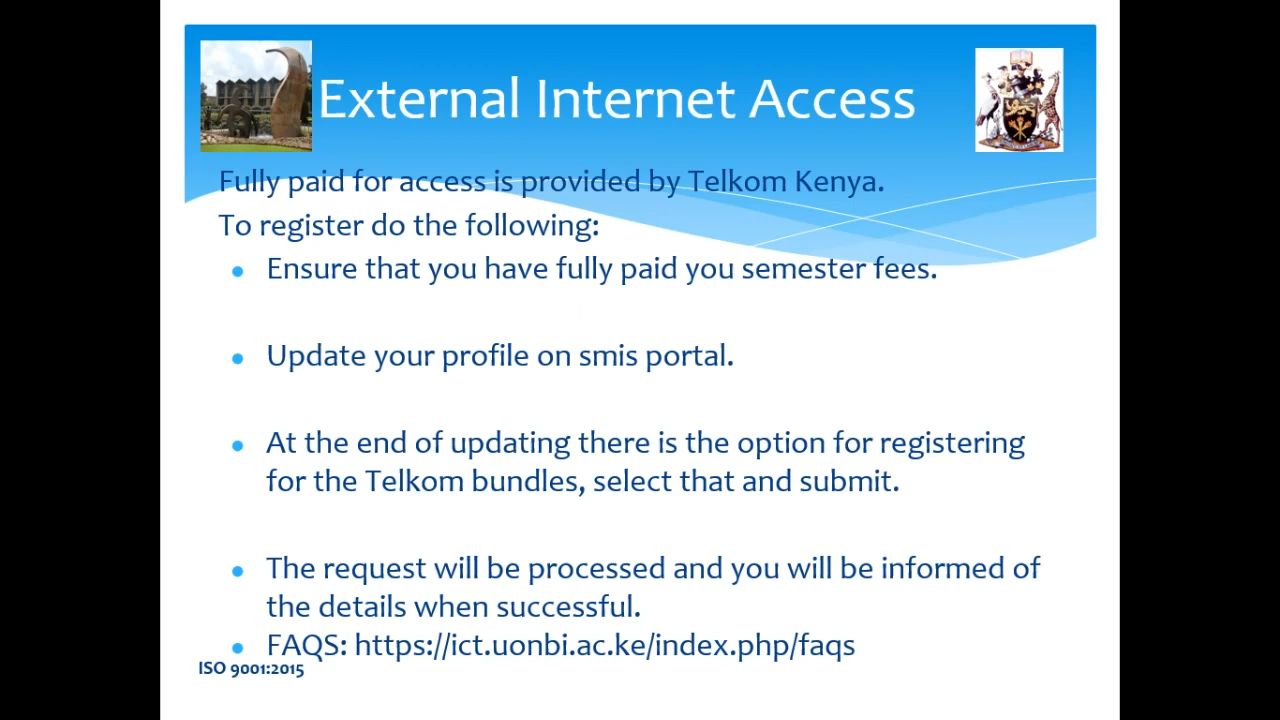 External Internet Access
Fully paid for access is provided by Telkom Kenya.
To register do the following:
Ensure that you have fully paid you semester fees.
Update your profile on smis portal.
At the end of updating there is the option for registering
for the Telkom bundles, select that and submit.
The request will be processed and you will be informed of
the details when successful.
FAQS: https://ict.uonbi.ac.ke/index.php/faqs
ISO 9001:2015